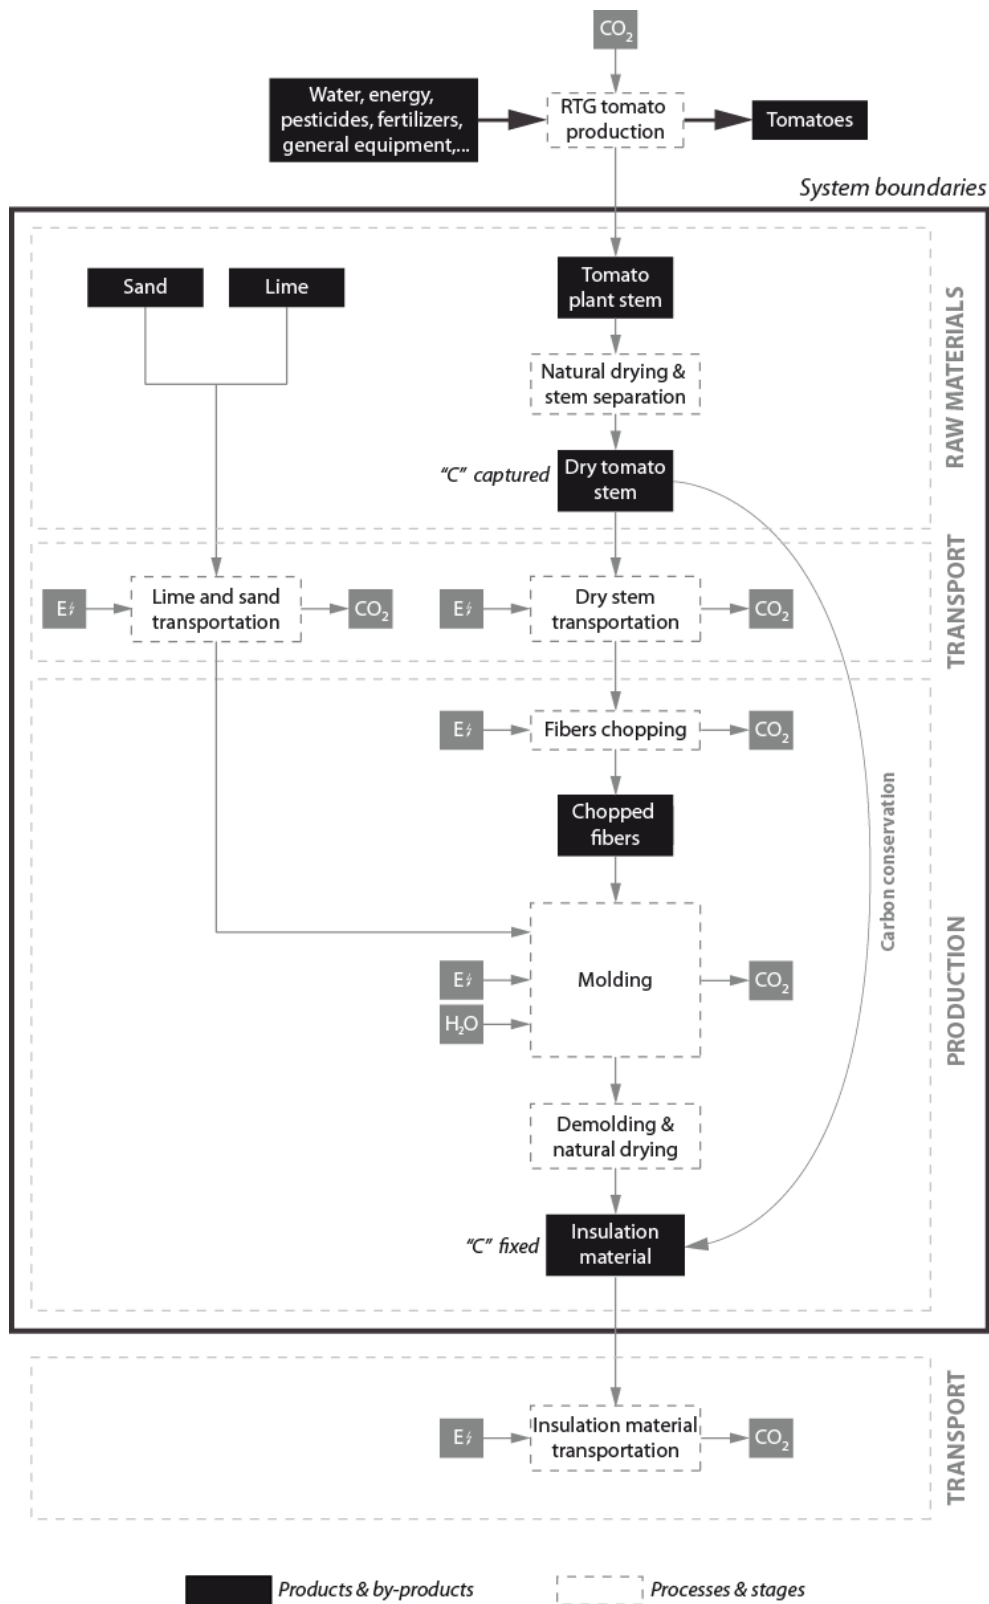 CO2
Water, energy,
pesticides, fertilizers,
general equipment,...
RTG tomato
production
Tomatoes
System boundaries
Sand
Lime
Tomato
plant stem
Natural drying &
stem separation
"C" captured
Dry tomato
stem
RAW MATERIALS
E
Lime and sand
transportation
CO2
E
Dry stem
transportation
CO2
TRANSPORT
E
Fibers chopping
CO2
Chopped
fibers
Carbon conservation
E
H2O
Molding
CO2
PRODUCTION
Demolding &
natural drying
"C" fixed
Insulation
material
E
Insulation material
transportation
CO2
TRANSPORT
Products & by-products
Processes & stages